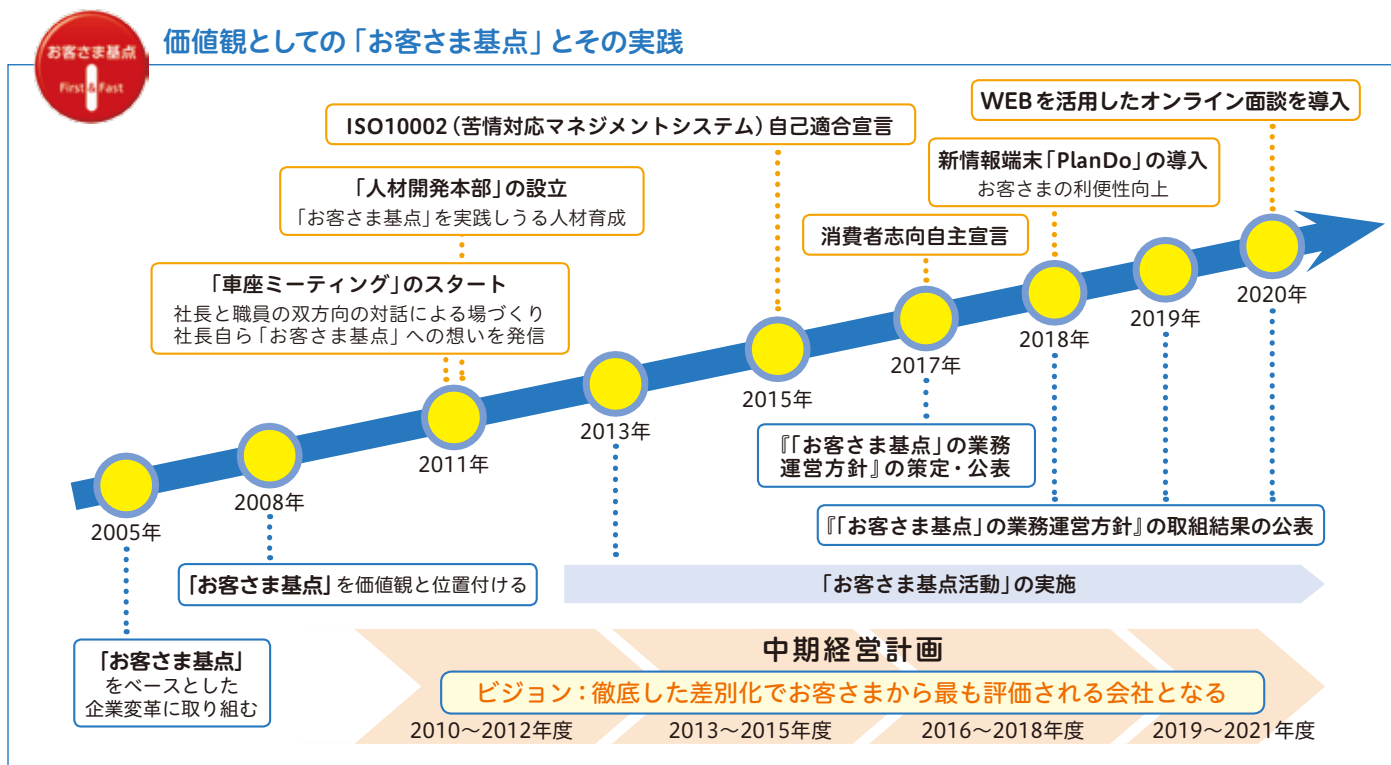 お客さま基点
First & Fast
価値観としての「お客さま基点」とその実践
WEBを活用したオンライン面談を導入
ISO10002（苦情対応マネジメントシステム）自己適合宣言
新情報端末「PlanDo」の導入
お客さまの利便性向上
「人材開発本部」の設立
「お客さま基点」を実践しうる人材育成
消費者志向自主宣言
「車座ミーティング」のスタート
社長と職員の双方向の対話による場づくり
社長自ら「お客さま基点」への想いを発信
2005年
2008年
2011年
2013年
2015年
2017年
2018年
2019年
2020年
『「お客さま基点」の業務
運営方針』の策定・公表
『「お客さま基点」の業務運営方針』の取組結果の公表
「お客さま基点」を価値観と位置付ける
「お客さま基点活動」の実施
「お客さま基点」
をベースとした
企業変革に取り組む
中期経営計画
ビジョン：徹底した差別化でお客さまから最も評価される会社となる
2010～2012年度
2013～2015年度
2016～2018年度
2019～2021年度